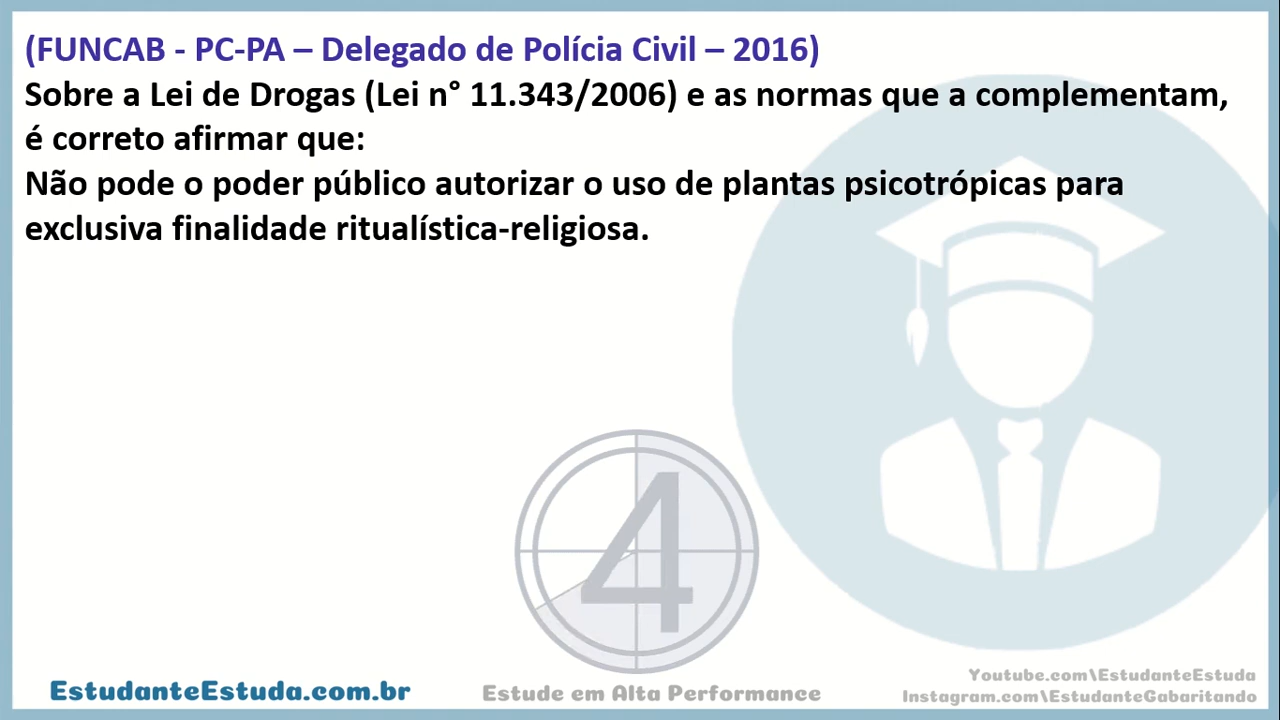 (FUNCAB - PC-PA – Delegado de Polícia Civil – 2016)
Sobre a Lei de Drogas (Lei n° 11.343/2006) e as normas que a complementam,
é correto afirmar que:
Não pode o poder público autorizar o uso de plantas psicotrópicas para
exclusiva finalidade ritualística-religiosa.
4
EstudanteEstuda.com.br
Estude em Alta Performance
Youtube.com\EstudanteEstuda
Instagram.com\EstudanteGabaritando